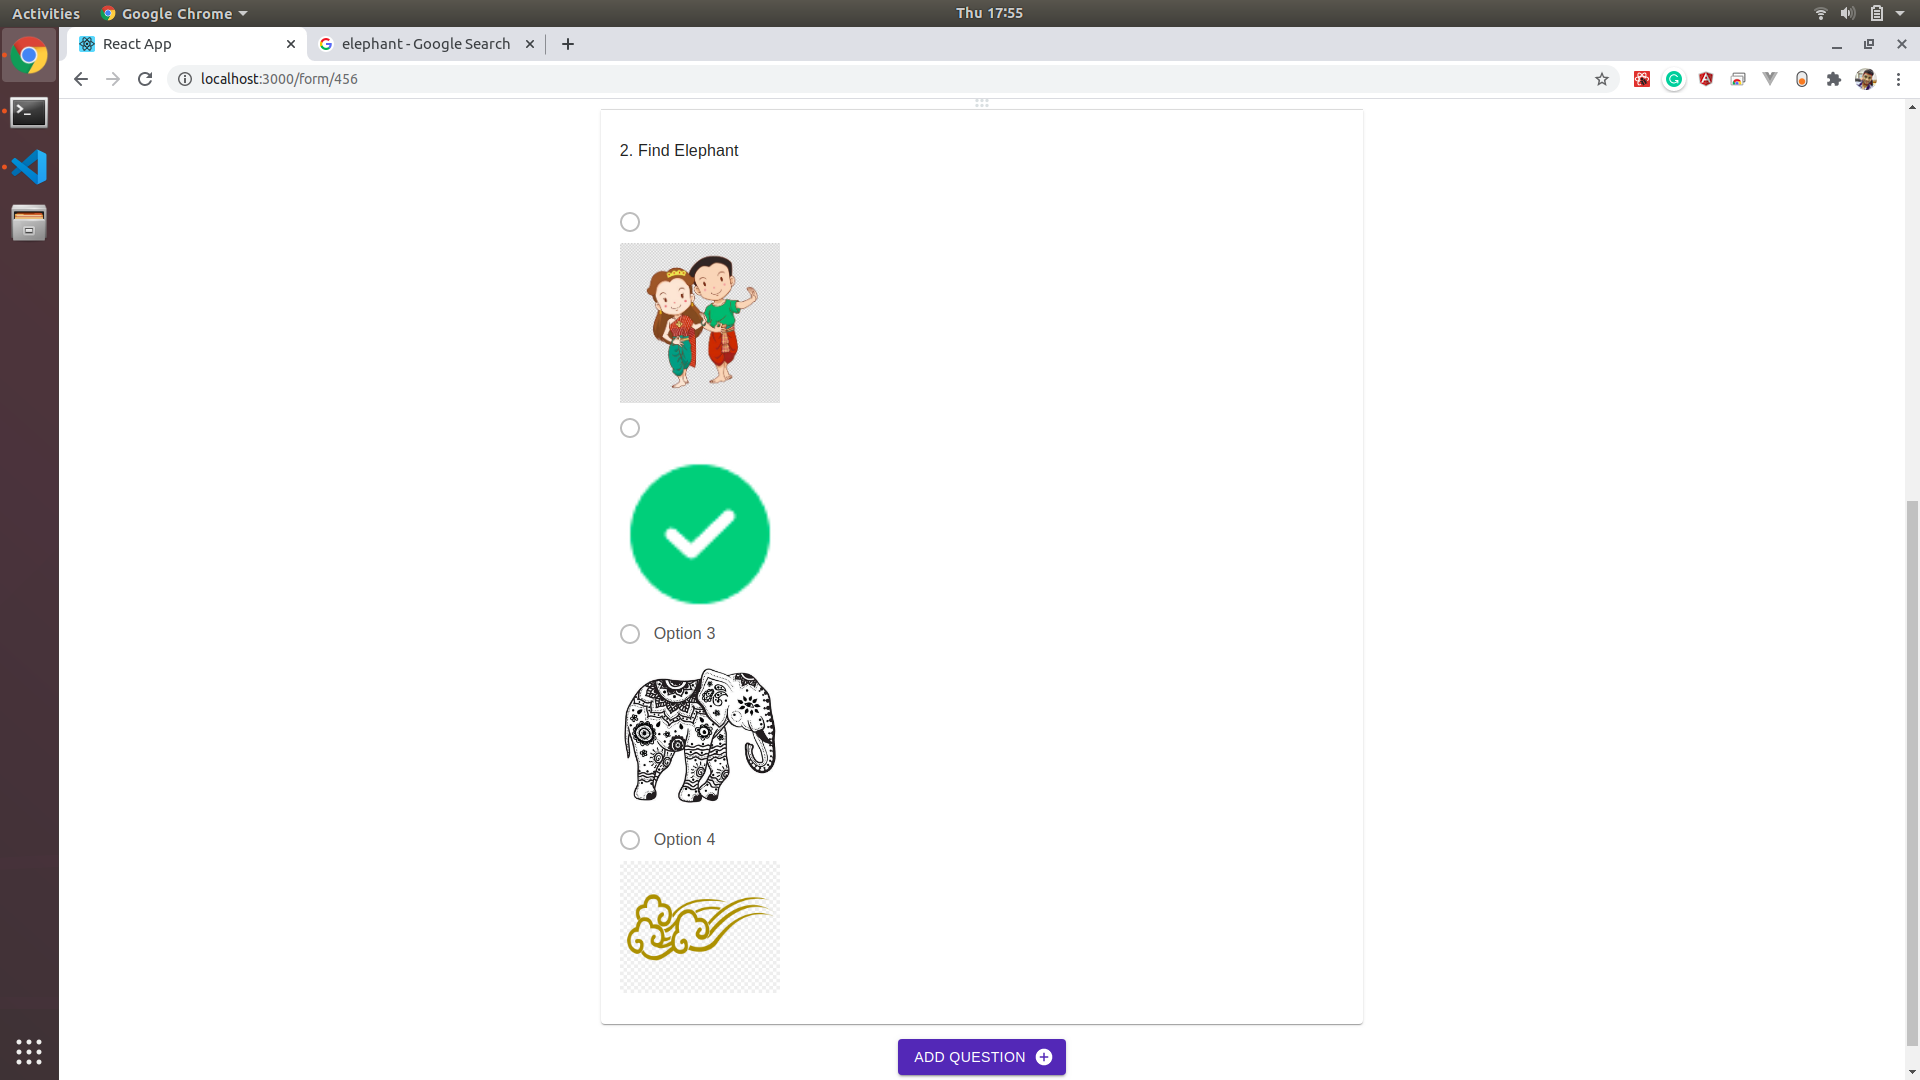 Activities
Google Chrome
Thu 17:55
React App
elephant - Google Search
localhost:3000/form/456
2. Find Elephant
Option 3
Option 4
ADD QUESTION